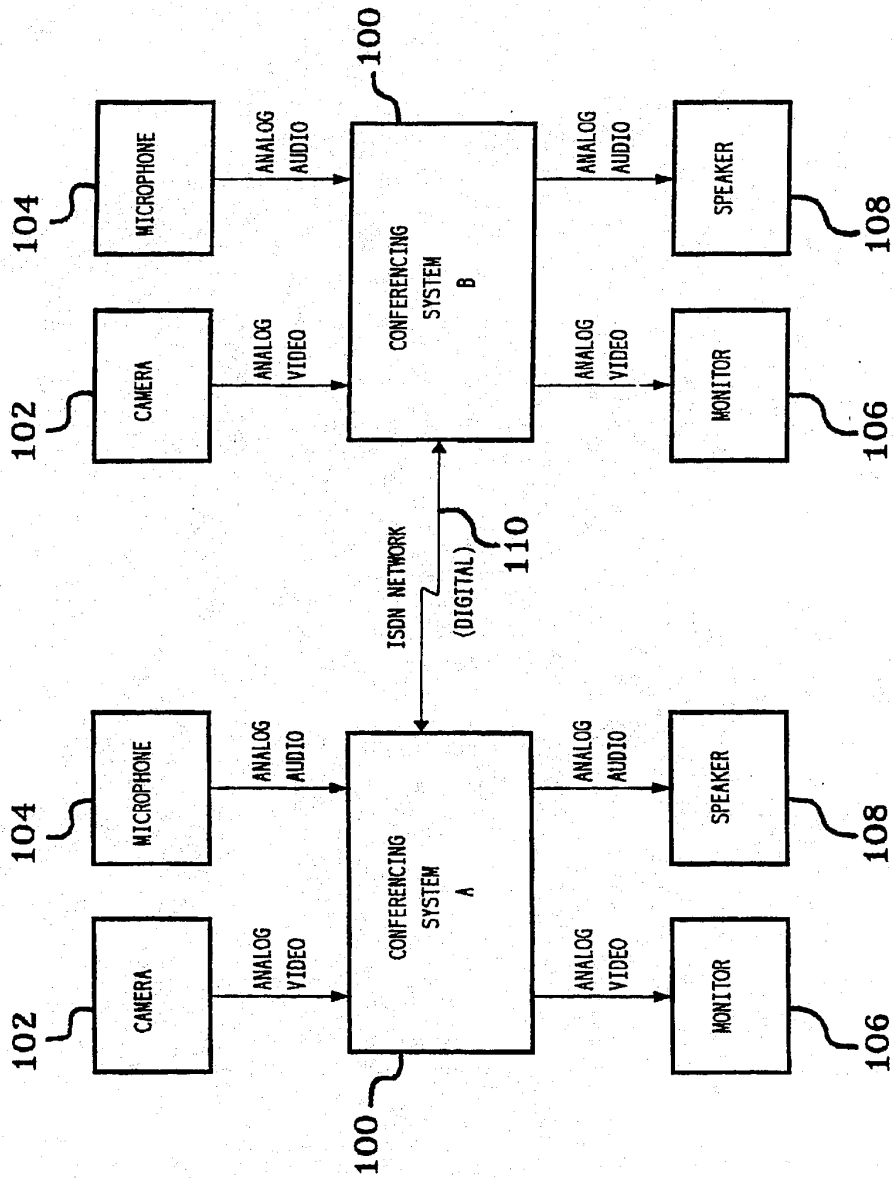 102
104
102
104
CAMERA
MICROPHONE
CAMERA
MICROPHONE
ANALOG
VIDEO
ANALOG
AUDIO
ANALOG
VIDEO
ANALOG
AUDIO
100
CONFERENCING
SYSTEM
A
ISDN NETWORK
(DIGITAL)
110
CONFERENCING
SYSTEM
B
100
ANALOG
VIDEO
ANALOG
AUDIO
ANALOG
VIDEO
ANALOG
AUDIO
MONITOR
SPEAKER
MONITOR
SPEAKER
106
108
106
108